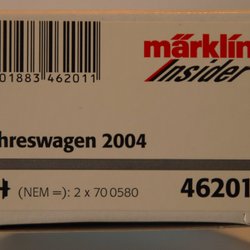 märklin
Insider
01883 462011
hreswagen 2004
(NEM =): 2 x 70 0580
46201